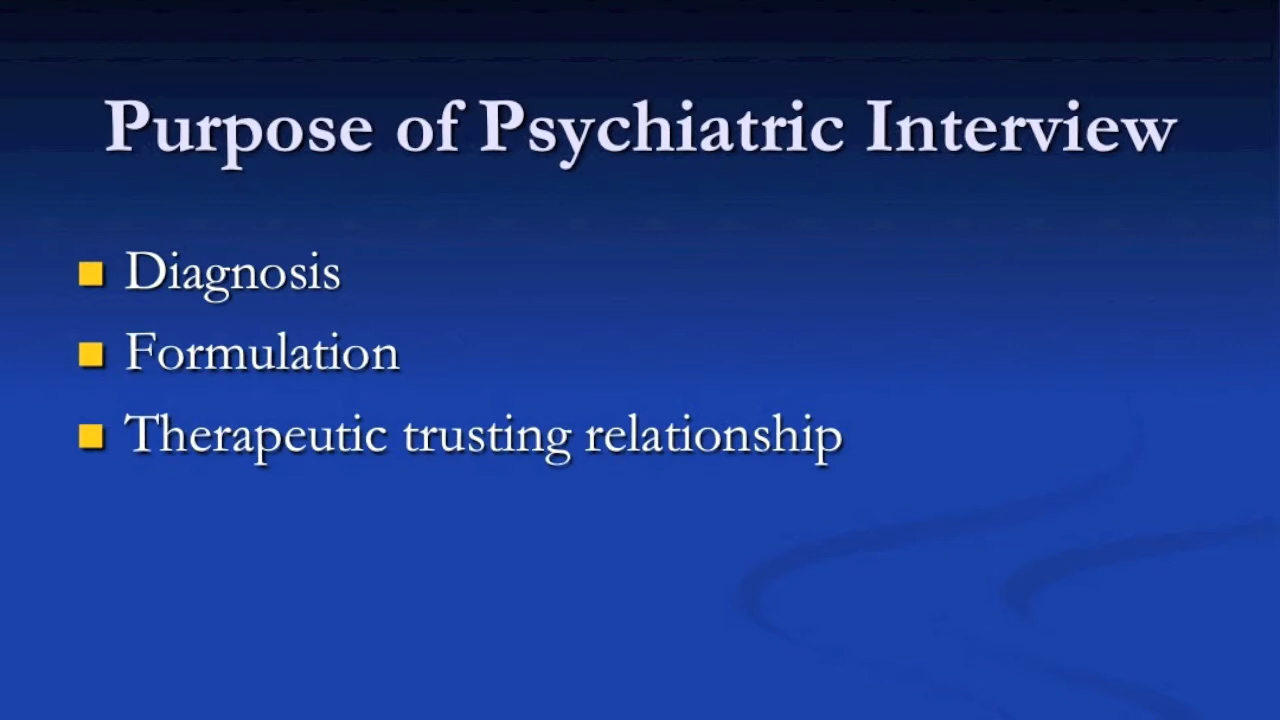 Purpose of Psychiatric Interview
Diagnosis
Formulation
Therapeutic trusting relationship